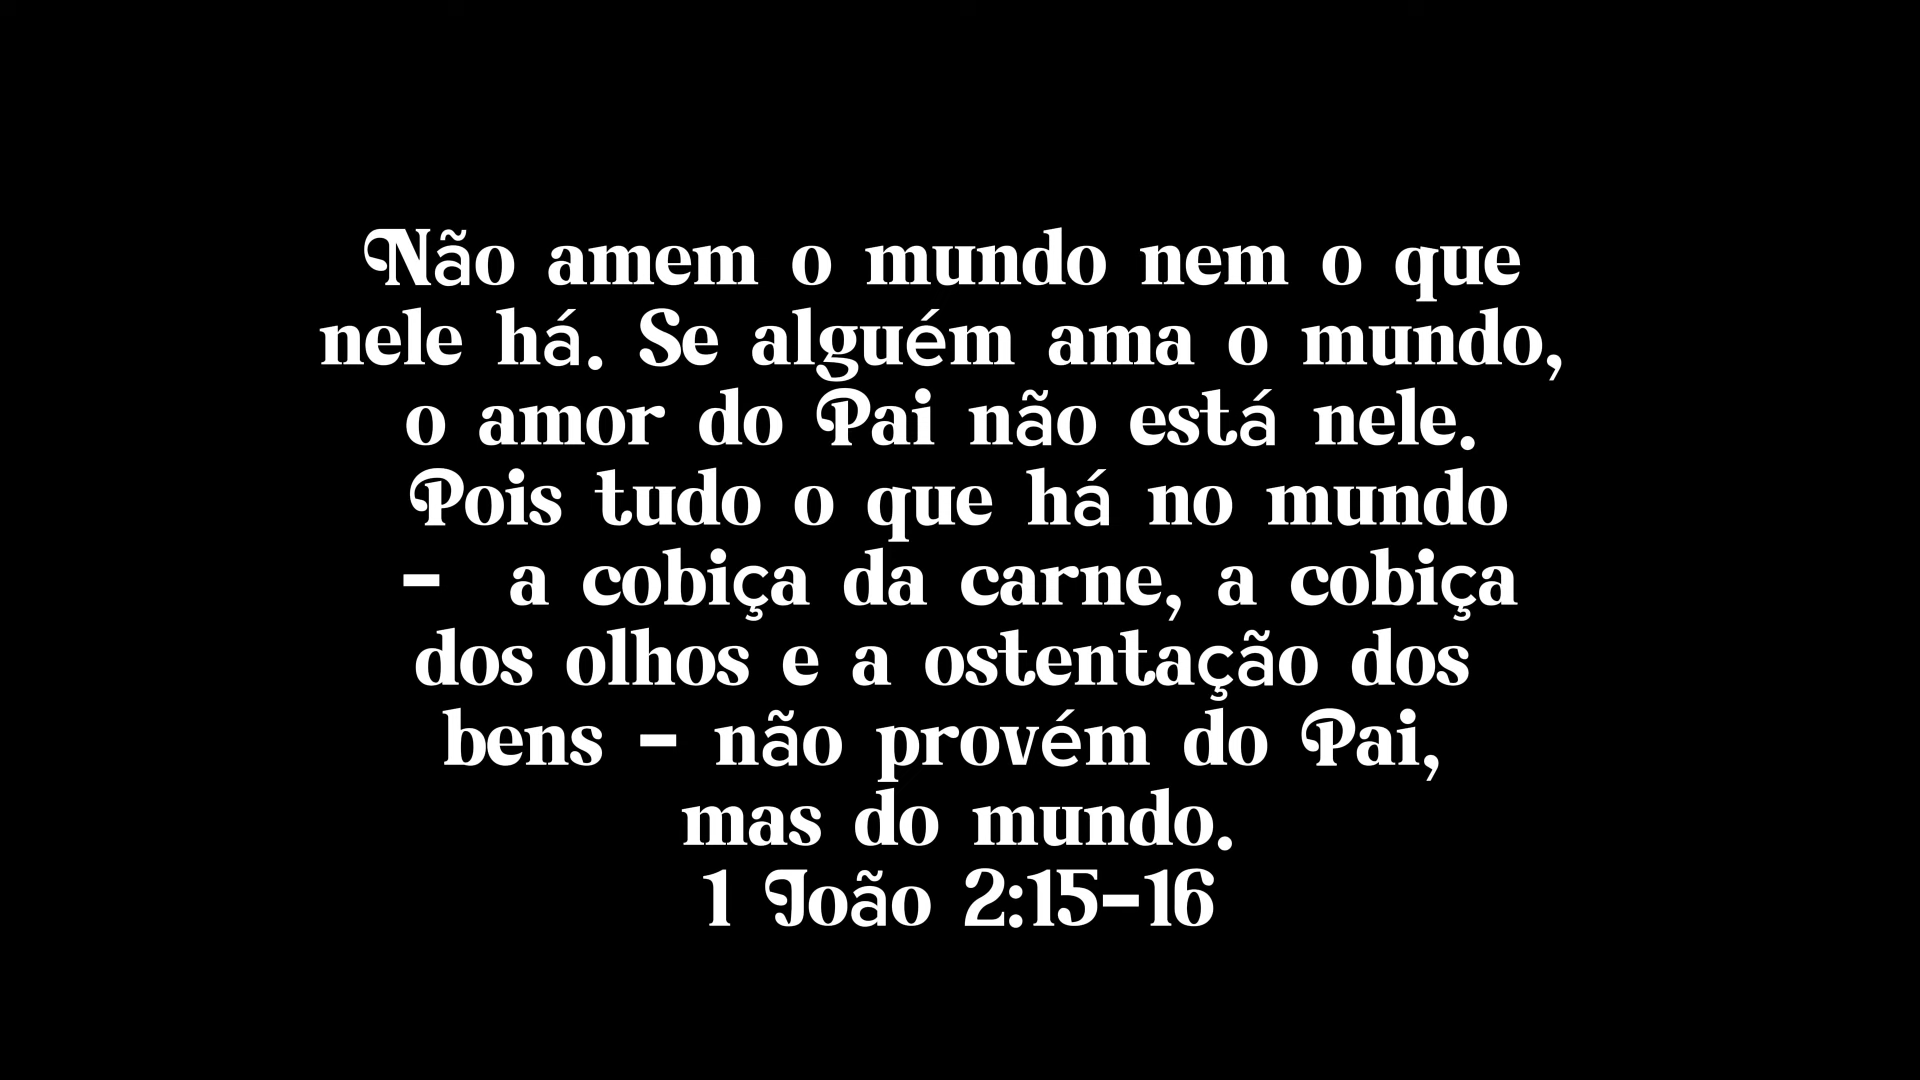 Não amem o mundo nem o que
nele há. Se alguém ama o mundo,
o amor do Pai não está nele.
Pois tudo o que há no mundo
- a cobiça da carne, a cobiça
dos olhos e a ostentação dos
bens - não provém do Pai,
mas do mundo.
1 João 2:15-16